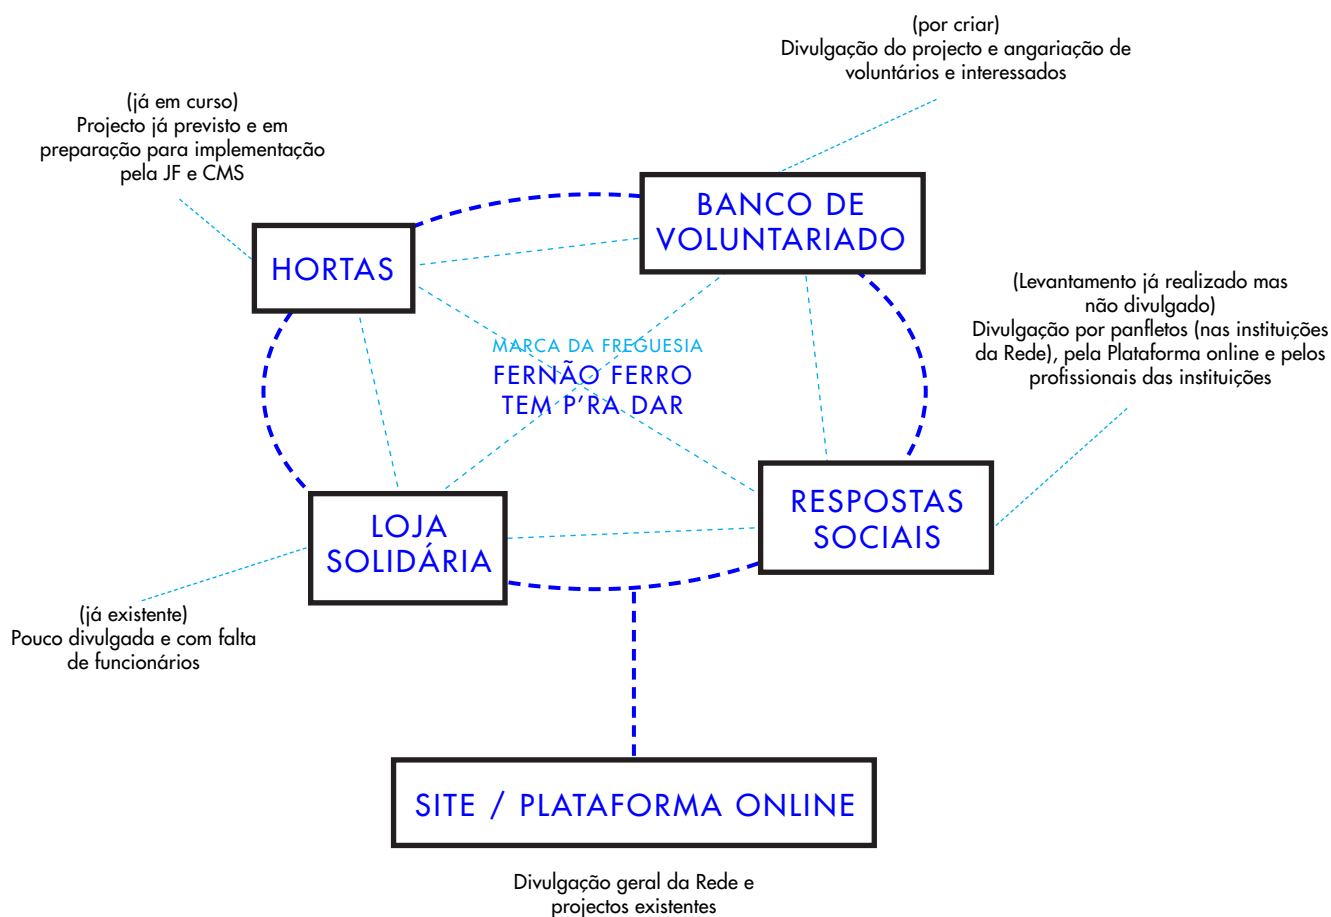 (por criar)
Divulgação do projecto e angariação de
voluntários e interessados
(já em curso)
Projecto já previsto e em
preparação para implementação
pela JF e CMS
BANCO DE
VOLUNTARIADO
HORTAS
(Levantamento já realizado mas
não divulgado)
Divulgação por panfletos (nas instituições
da Rede), pela Plataforma online e pelos
profissionais das instituições
MARCA DA FREGUESIA
FERNÃO FERRO
TEM P'RA DAR
RESPOSTAS
SOCIAIS
LOJA
SOLIDÁRIA
(já existente)
Pouco divulgada e com falta
de funcionários
SITE / PLATAFORMA ONLINE
Divulgação geral da Rede e
projectos existentes